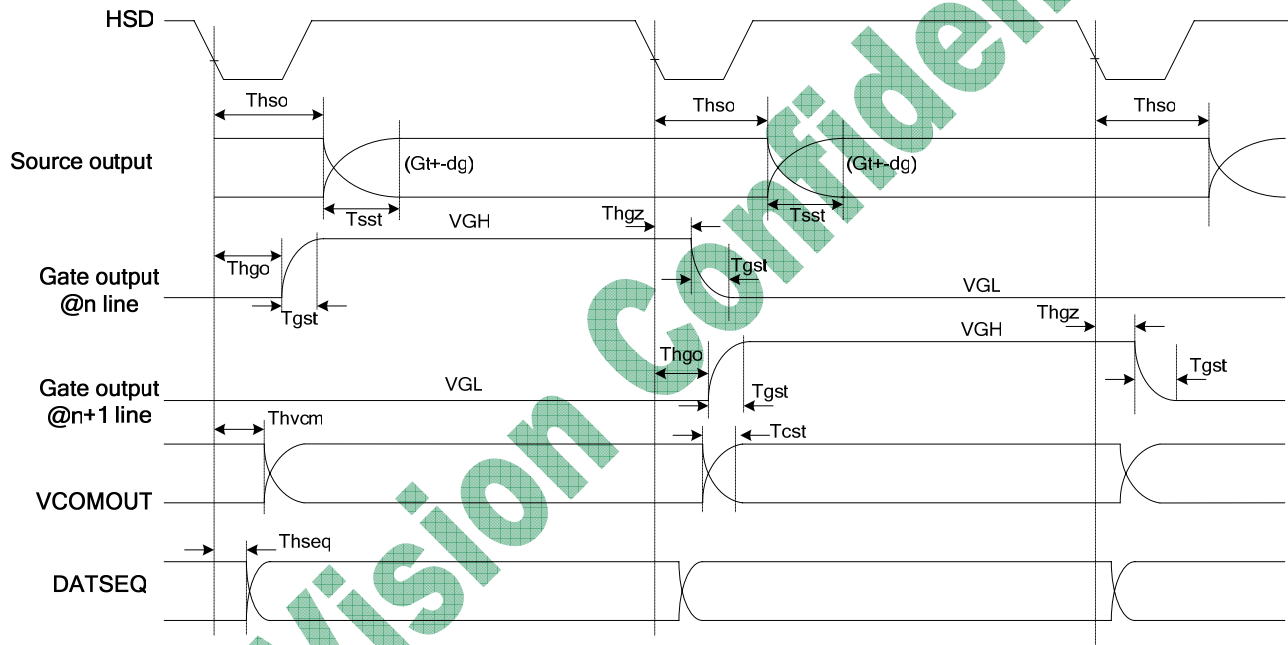 HSD
Thso
Thso
Thso
Source output
(Gt+-dg)
(Gt+-dg)
Tsst
Tsst
VGH
Thgz
Thgo
Tgst
Gate output
@n line
VGL
Tgst
Thgz
VGH
Thgo
Gate output
@n+1 line
VGL
Tgst
Tgst
Thvcm
Tcst
VCOMOUT
Thseq
DATSEQ
Vision Confiden